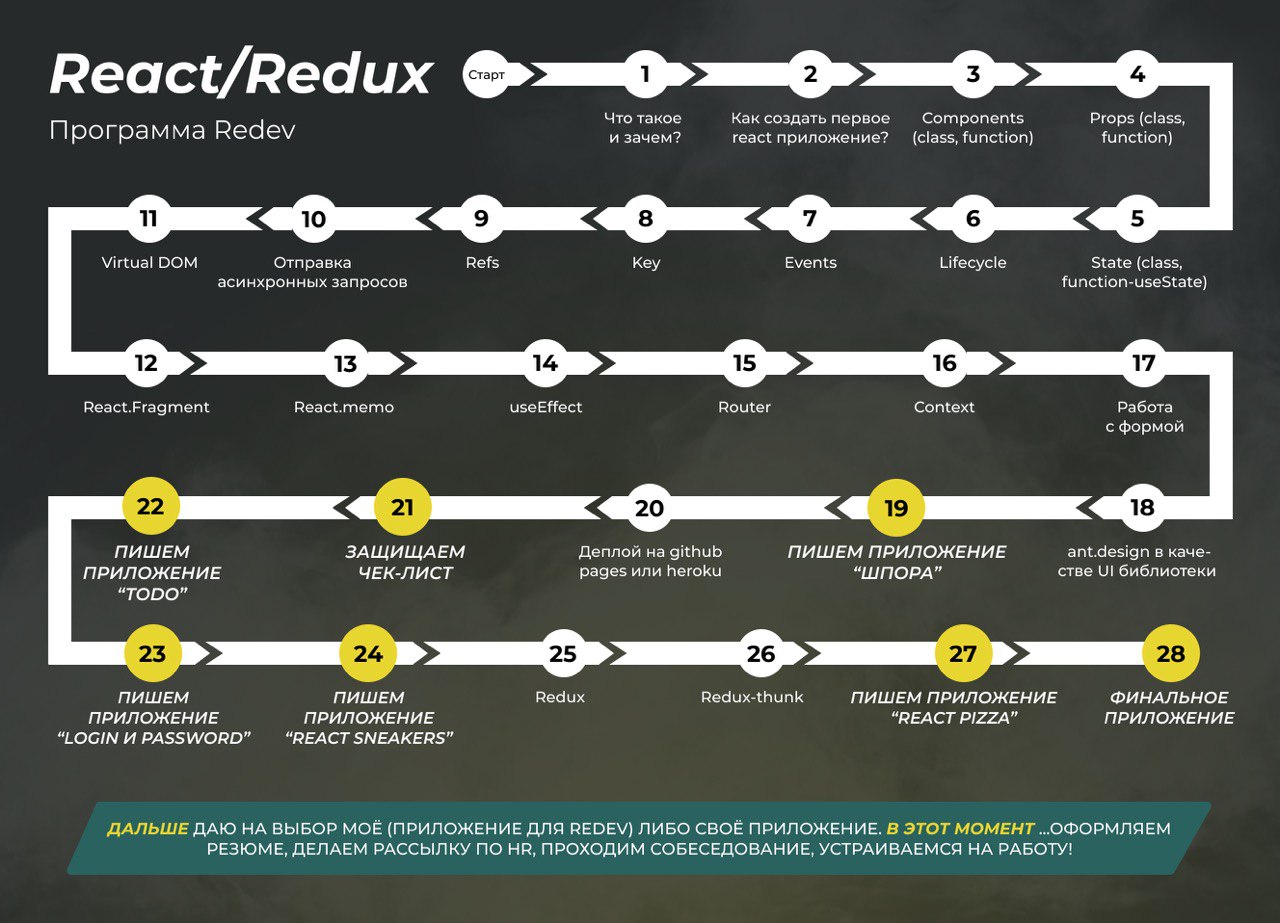 React/Redux
Программа Redev
Старт
1
Что такое
и зачем?
2
Как создать первое
react приложение?
3
Components
(class, function)
4
Props (class,
function)
5
State (class,
function-useState)
6
Lifecycle
7
Events
8
Key
9
Refs
10
Отправка
асинхронных запросов
11
Virtual DOM
12
React.Fragment
13
React.memo
14
useEffect
15
Router
16
Context
17
Работа
с формой
18
ant.design в каче-
стве UI библиотеки
19
ПИШЕМ ПРИЛОЖЕНИЕ
“ШПОРА”
20
Деплой на github
pages или heroku
21
ЗАЩИЩАЕМ
ЧЕК-ЛИСТ
22
ПИШЕМ
ПРИЛОЖЕНИЕ
“TODO”
23
ПИШЕМ
ПРИЛОЖЕНИЕ
“LOGIN И PASSWORD”
24
ПИШЕМ
ПРИЛОЖЕНИЕ
“REACT SNEAKERS”
25
Redux
26
Redux-thunk
27
ПИШЕМ ПРИЛОЖЕНИЕ
“REACT PIZZA”
28
ФИНАЛЬНОЕ
ПРИЛОЖЕНИЕ
ДАЛЬШЕ ДАЮ НА ВЫБОР МОЁ (ПРИЛОЖЕНИЕ ДЛЯ REDEV) ЛИБО СВОЁ ПРИЛОЖЕНИЕ. В ЭТОТ МОМЕНТ ...ОФОРМЛЯЕМ
РЕЗЮМЕ, ДЕЛАЕМ РАССЫЛКУ ПО HR, ПРОХОДИМ СОБЕСЕДОВАНИЕ, УСТРАИВАЕМСЯ НА РАБОТУ!